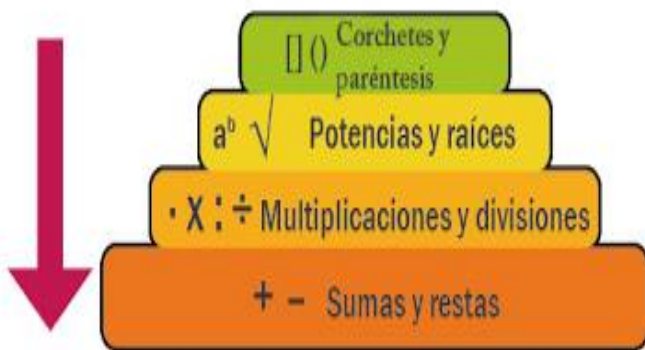 [] () Corchetes y
paréntesis
aᵇ √ Potencias y raíces
· X : ÷ Multiplicaciones y divisiones
+ − Sumas y restas